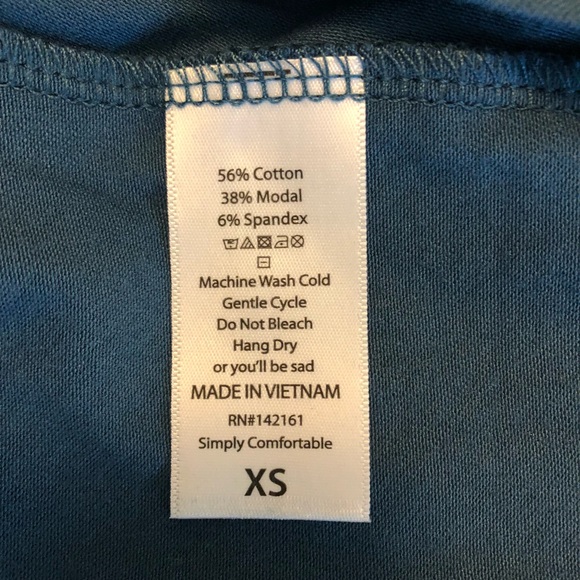 56% Cotton
38% Modal
6% Spandex
Machine Wash Cold
Gentle Cycle
Do Not Bleach
Hang Dry
or you'll be sad
MADE IN VIETNAM
RN#142161
Simply Comfortable
XS